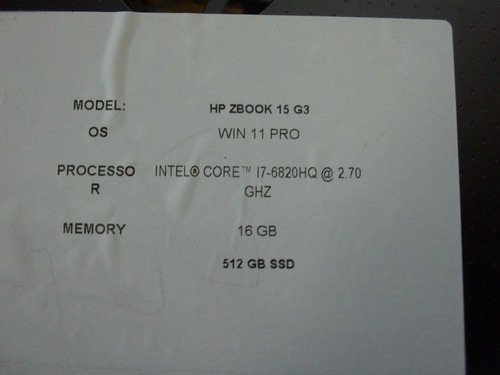 MODEL: HP ZBOOK 15 G3
OS WIN 11 PRO
PROCESSO INTEL® CORE™ I7-6820HQ @ 2.70
R GHZ
MEMORY 16 GB
512 GB SSD